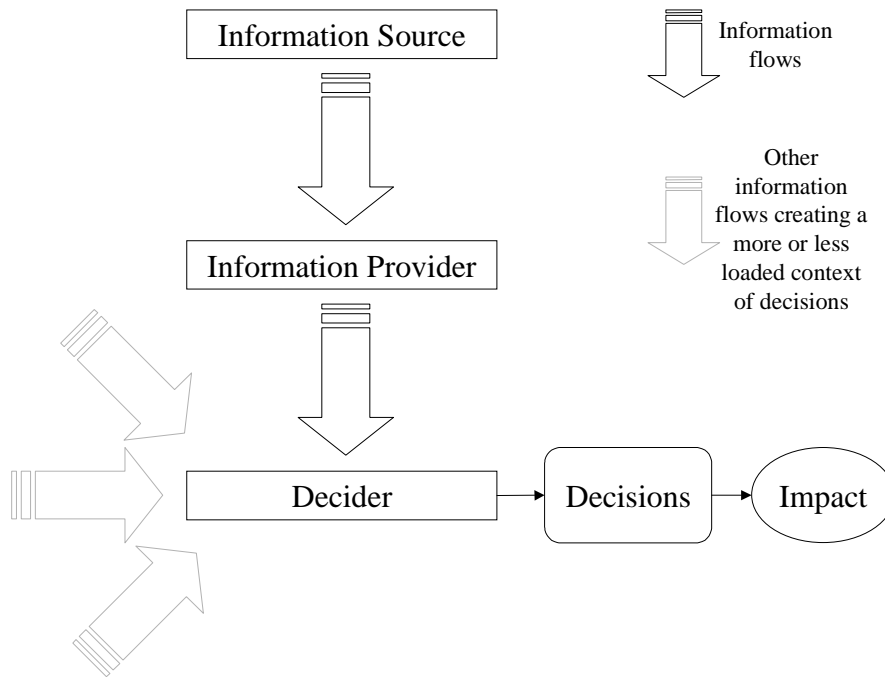 Information Source
Information
flows
Other
information
flows creating a
more or less
loaded context
of decisions
Information Provider
Decider
Decisions
Impact